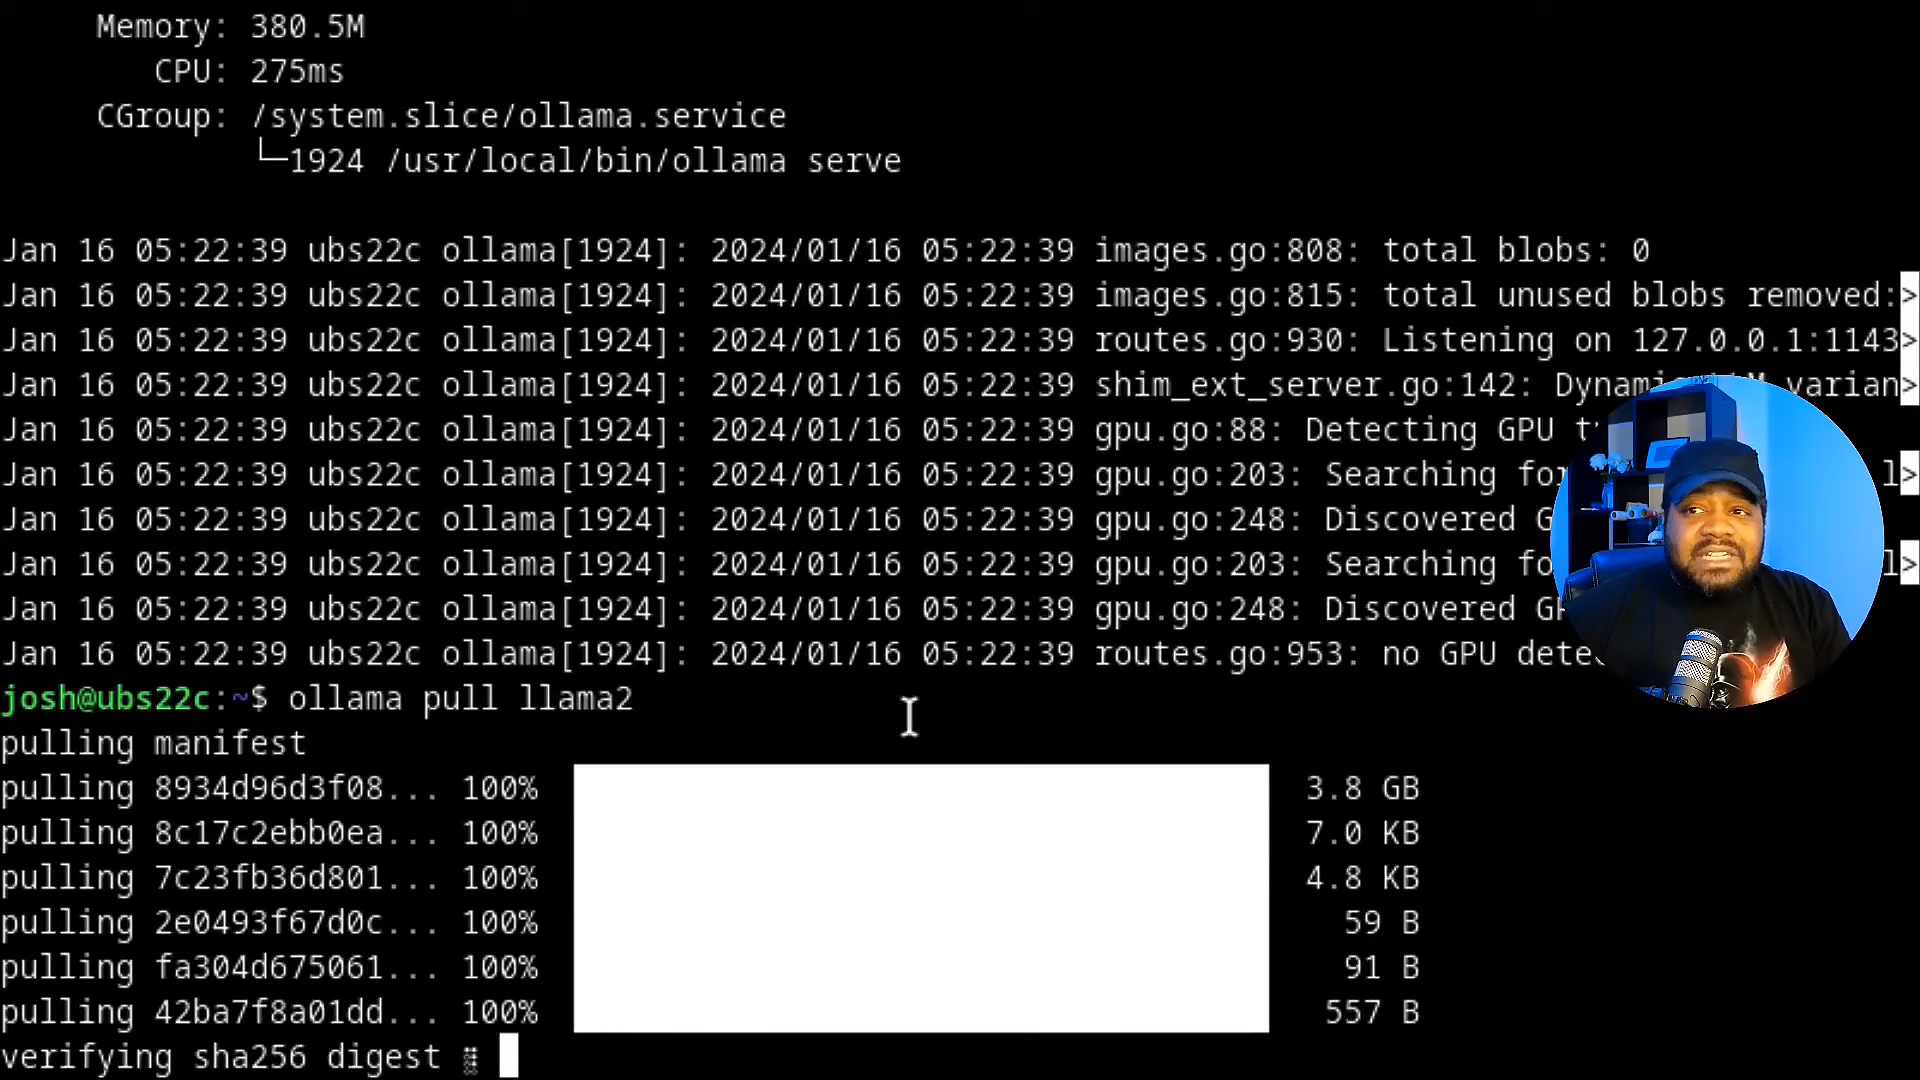 Memory: 380.5M
CPU: 275ms
CGroup: /system.slice/ollama.service
└─1924 /usr/local/bin/ollama serve
Jan 16 05:22:39 ubs22c ollama[1924]: 2024/01/16 05:22:39 images.go:808: total blobs: 0
Jan 16 05:22:39 ubs22c ollama[1924]: 2024/01/16 05:22:39 images.go:815: total unused blobs removed:>
Jan 16 05:22:39 ubs22c ollama[1924]: 2024/01/16 05:22:39 routes.go:930: Listening on 127.0.0.1:1143>
Jan 16 05:22:39 ubs22c ollama[1924]: 2024/01/16 05:22:39 shim_ext_server.go:142: Dynamic LLM varian>
Jan 16 05:22:39 ubs22c ollama[1924]: 2024/01/16 05:22:39 gpu.go:88: Detecting GPU
Jan 16 05:22:39 ubs22c ollama[1924]: 2024/01/16 05:22:39 gpu.go:203: Searching for l>
Jan 16 05:22:39 ubs22c ollama[1924]: 2024/01/16 05:22:39 gpu.go:248: Discovered
Jan 16 05:22:39 ubs22c ollama[1924]: 2024/01/16 05:22:39 gpu.go:203: Searching fo l>
Jan 16 05:22:39 ubs22c ollama[1924]: 2024/01/16 05:22:39 gpu.go:248: Discovered
Jan 16 05:22:39 ubs22c ollama[1924]: 2024/01/16 05:22:39 routes.go:953: no GPU detec
josh@ubs22c:~$ ollama pull llama2
pulling manifest
pulling 8934d96d3f08... 100% 3.8 GB
pulling 8c17c2ebb0ea... 100% 7.0 KB
pulling 7c23fb36d801... 100% 4.8 KB
pulling 2e0493f67d0c... 100% 59 B
pulling fa304d675061... 100% 91 B
pulling 42ba7f8a01dd... 100% 557 B
verifying sha256 digest